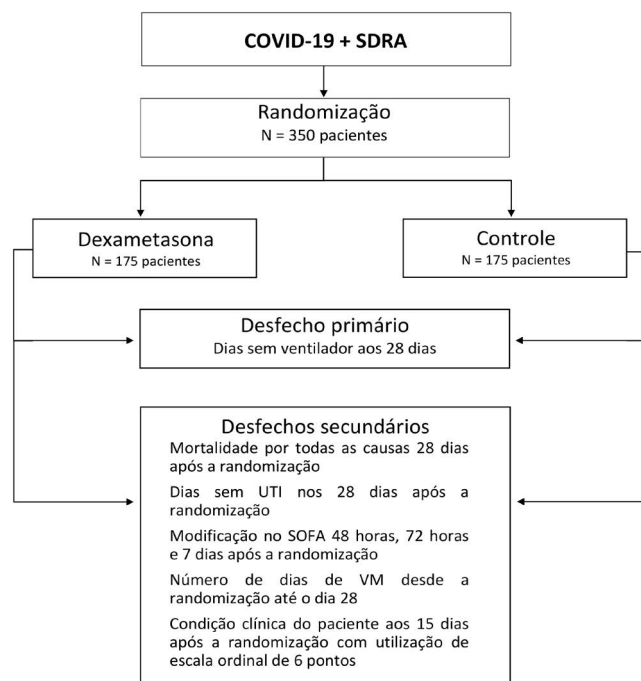 COVID-19 + SDRA
Randomização
N = 350 pacientes
Dexametasona
N = 175 pacientes
Controle
N = 175 pacientes
Desfecho primário
Dias sem ventilador aos 28 dias
Desfechos secundários
Mortalidade por todas as causas 28 dias
após a randomização
Dias sem UTI nos 28 dias após a
randomização
Modificação no SOFA 48 horas, 72 horas
e 7 dias após a randomização
Número de dias de VM desde a
randomização até o dia 28
Condição clínica do paciente aos 15 dias
após a randomização com utilização de
escala ordinal de 6 pontos